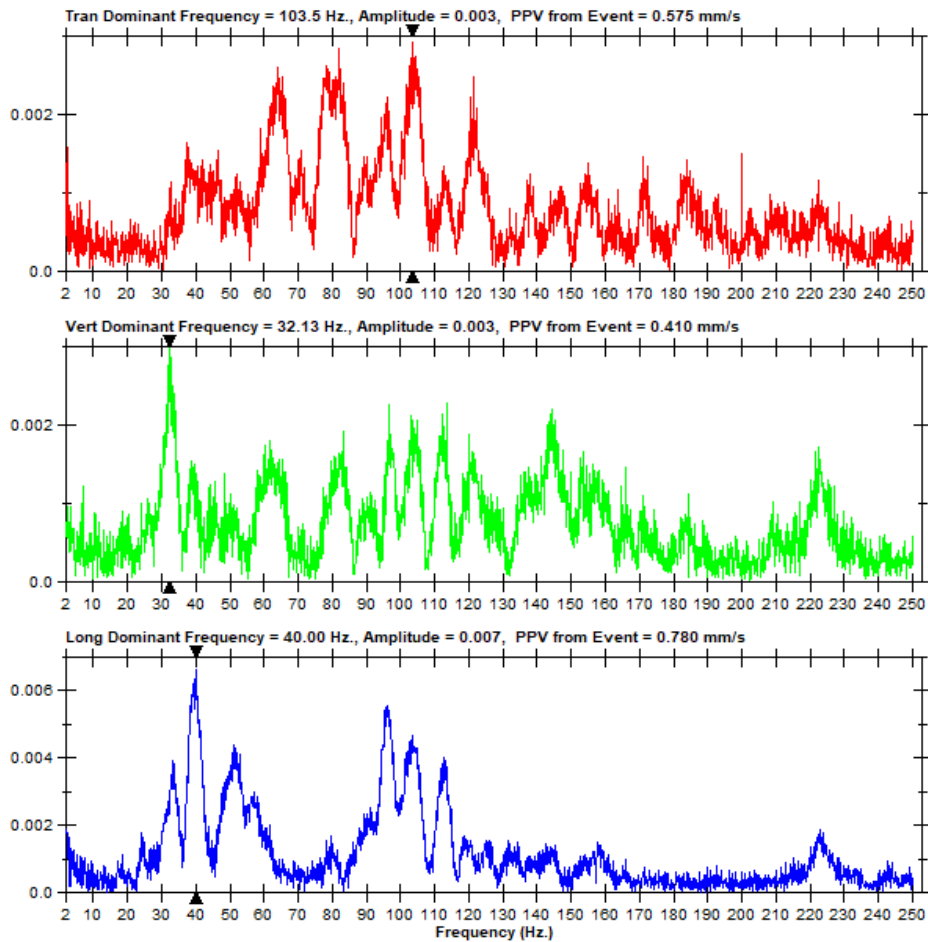 Tran Dominant Frequency = 103.5 Hz., Amplitude = 0.003, PPV from Event = 0.575 mm/s
0.002
0.0
2 10 20 30 40 50 60 70 80 90 100 110 120 130 140 150 160 170 180 190 200 210 220 230 240 250
Vert Dominant Frequency = 32.13 Hz., Amplitude = 0.003, PPV from Event = 0.410 mm/s
0.002
0.0
2 10 20 30 40 50 60 70 80 90 100 110 120 130 140 150 160 170 180 190 200 210 220 230 240 250
Long Dominant Frequency = 40.00 Hz., Amplitude = 0.007, PPV from Event = 0.780 mm/s
0.006
0.004
0.002
0.0
2 10 20 30 40 50 60 70 80 90 100 110 120 130 140 150 160 170 180 190 200 210 220 230 240 250
Frequency (Hz.)